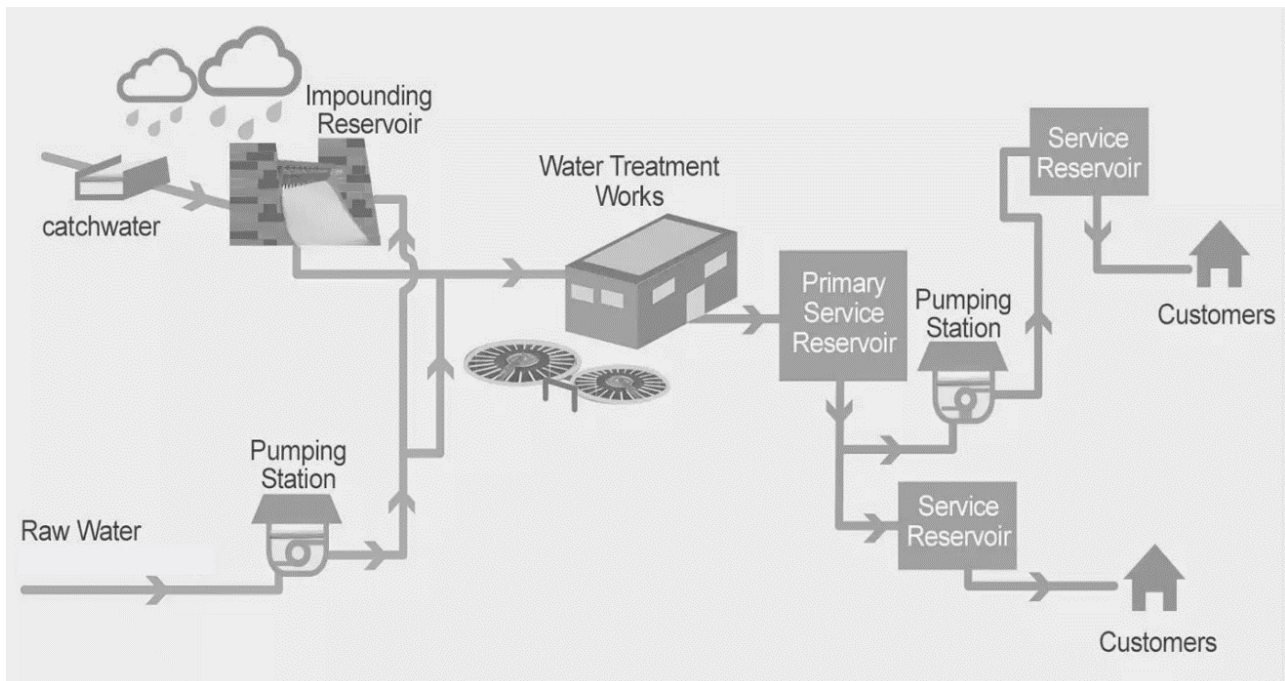 Impounding
Reservoir
catchwater
Water Treatment
Works
Service
Reservoir
Customers
Primary
Service
Reservoir
Pumping
Station
Pumping
Station
Raw Water
Service
Reservoir
Customers